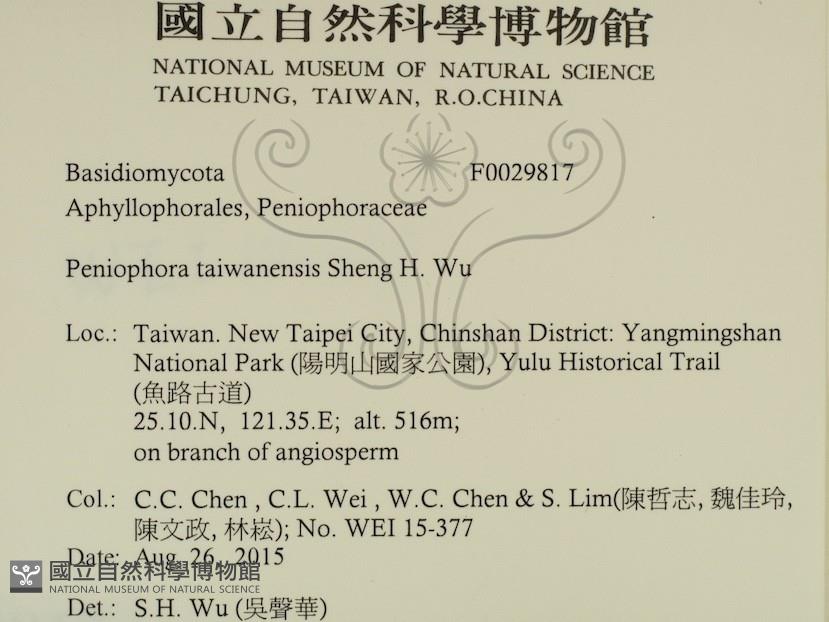 國立自然科學博物館
NATIONAL MUSEUM OF NATURAL SCIENCE
TAICHUNG, TAIWAN, R.O.CHINA
Basidiomycota F0029817
Aphyllophorales, Peniophoraceae
Peniophora taiwanensis Sheng H. Wu
Loc.: Taiwan. New Taipei City, Chinshan District: Yangmingshan
National Park (陽明山國家公園), Yulu Historical Trail
(魚路古道)
25.10.N, 121.35.E; alt. 516m;
on branch of angiosperm
Col.: C.C. Chen , C.L. Wei , W.C. Chen & S. Lim(陳哲志, 魏佳玲,
陳文政, 林崧); No. WEI 15-377
Date: Aug. 26, 2015
國立自然科學博物館
NATIONAL MUSEUM OF NATURAL SCIENCE
Det.: S.H. Wu (吳聲華)